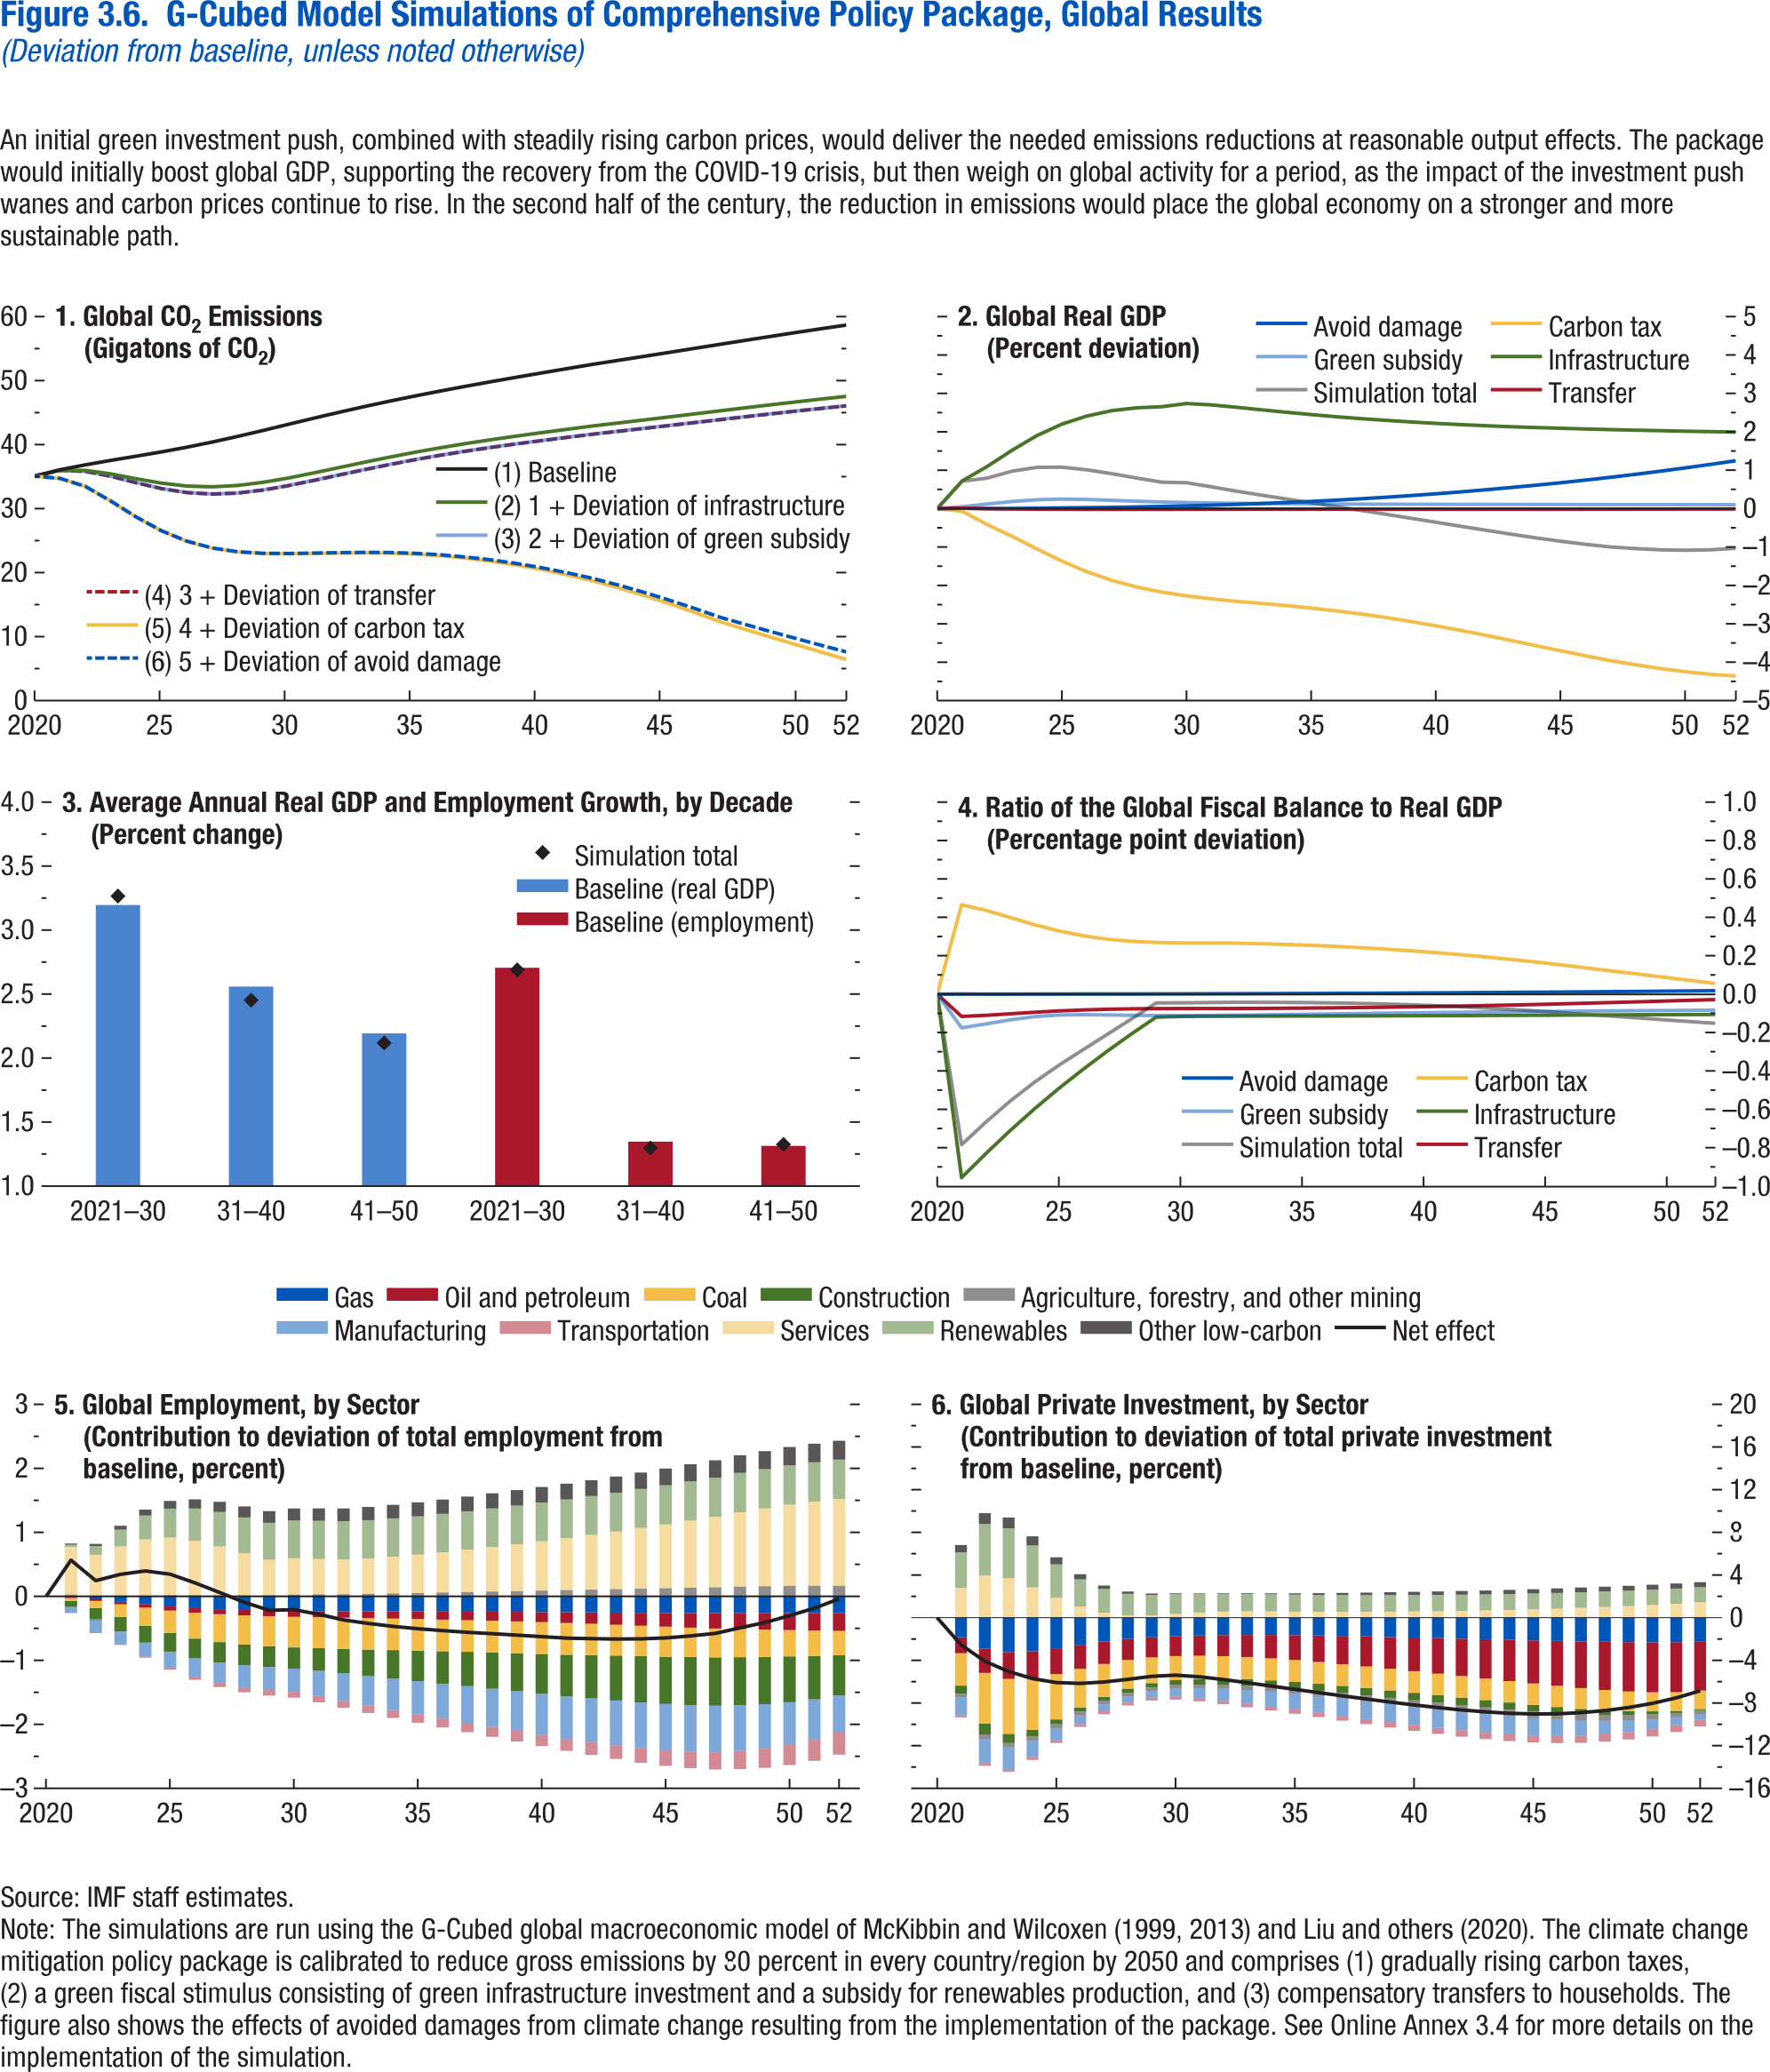 Figure 3.6. G-Cubed Model Simulations of Comprehensive Policy Package, Global Results
(Deviation from baseline, unless noted otherwise)
An initial green investment push, combined with steadily rising carbon prices, would deliver the needed emissions reductions at reasonable output effects. The package
would initially boost global GDP, supporting the recovery from the COVID-19 crisis, but then weigh on global activity for a period, as the impact of the investment push
wanes and carbon prices continue to rise. In the second half of the century, the reduction in emissions would place the global economy on a stronger and more
sustainable path.
1. Global CO₂ Emissions
(Gigatons of CO₂)
60
50
40
30
20
10
0
(1) Baseline
(2) 1 + Deviation of infrastructure
(3) 2 + Deviation of green subsidy
(4) 3 + Deviation of transfer
(5) 4 + Deviation of carbon tax
(6) 5 + Deviation of avoid damage
2020 25 30 35 40 45 50 52
2. Global Real GDP
(Percent deviation)
Avoid damage Carbon tax
Green subsidy Infrastructure
Simulation total Transfer
5
4
3
2
1
0
–1
–2
–3
–4
–5
2020 25 30 35 40 45 50 52
3. Average Annual Real GDP and Employment Growth, by Decade
(Percent change)
4.0
3.5
3.0
2.5
2.0
1.5
1.0
Simulation total
Baseline (real GDP)
Baseline (employment)
2021–30 31–40 41–50 2021–30 31–40 41–50
4. Ratio of the Global Fiscal Balance to Real GDP
(Percentage point deviation)
1.0
0.8
0.6
0.4
0.2
0.0
–0.2
–0.4
–0.6
–0.8
–1.0
Avoid damage Carbon tax
Green subsidy Infrastructure
Simulation total Transfer
2020 25 30 35 40 45 50 52
Gas Oil and petroleum Coal Construction Agriculture, forestry, and other mining
Manufacturing Transportation Services Renewables Other low-carbon Net effect
5. Global Employment, by Sector
(Contribution to deviation of total employment from
baseline, percent)
3
2
1
0
–1
–2
–3
2020 25 30 35 40 45 50 52
6. Global Private Investment, by Sector
(Contribution to deviation of total private investment
from baseline, percent)
20
16
12
8
4
0
–4
–8
–12
–16
2020 25 30 35 40 45 50 52
Source: IMF staff estimates.
Note: The simulations are run using the G-Cubed global macroeconomic model of McKibbin and Wilcoxen (1999, 2013) and Liu and others (2020). The climate change
mitigation policy package is calibrated to reduce gross emissions by 80 percent in every country/region by 2050 and comprises (1) gradually rising carbon taxes,
(2) a green fiscal stimulus consisting of green infrastructure investment and a subsidy for renewables production, and (3) compensatory transfers to households. The
figure also shows the effects of avoided damages from climate change resulting from the implementation of the package. See Online Annex 3.4 for more details on the
implementation of the simulation.